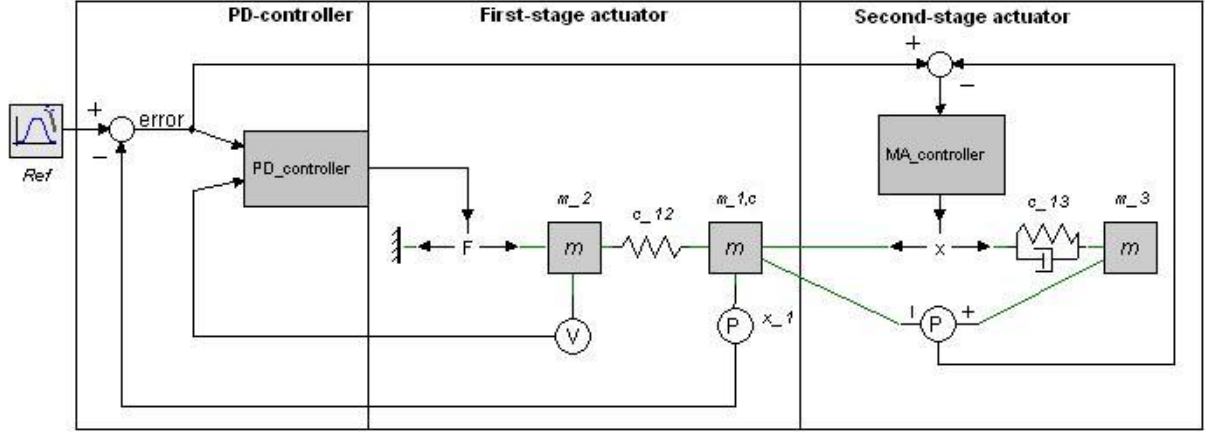 PD-controller
First-stage actuator
Second-stage actuator
+
+
error
−
−
Ref
PD_controller
MA_controller
m_2
c_12
m_1,c
c_13
m_3
F
m
m
x
m
V
P
x_1
P
+